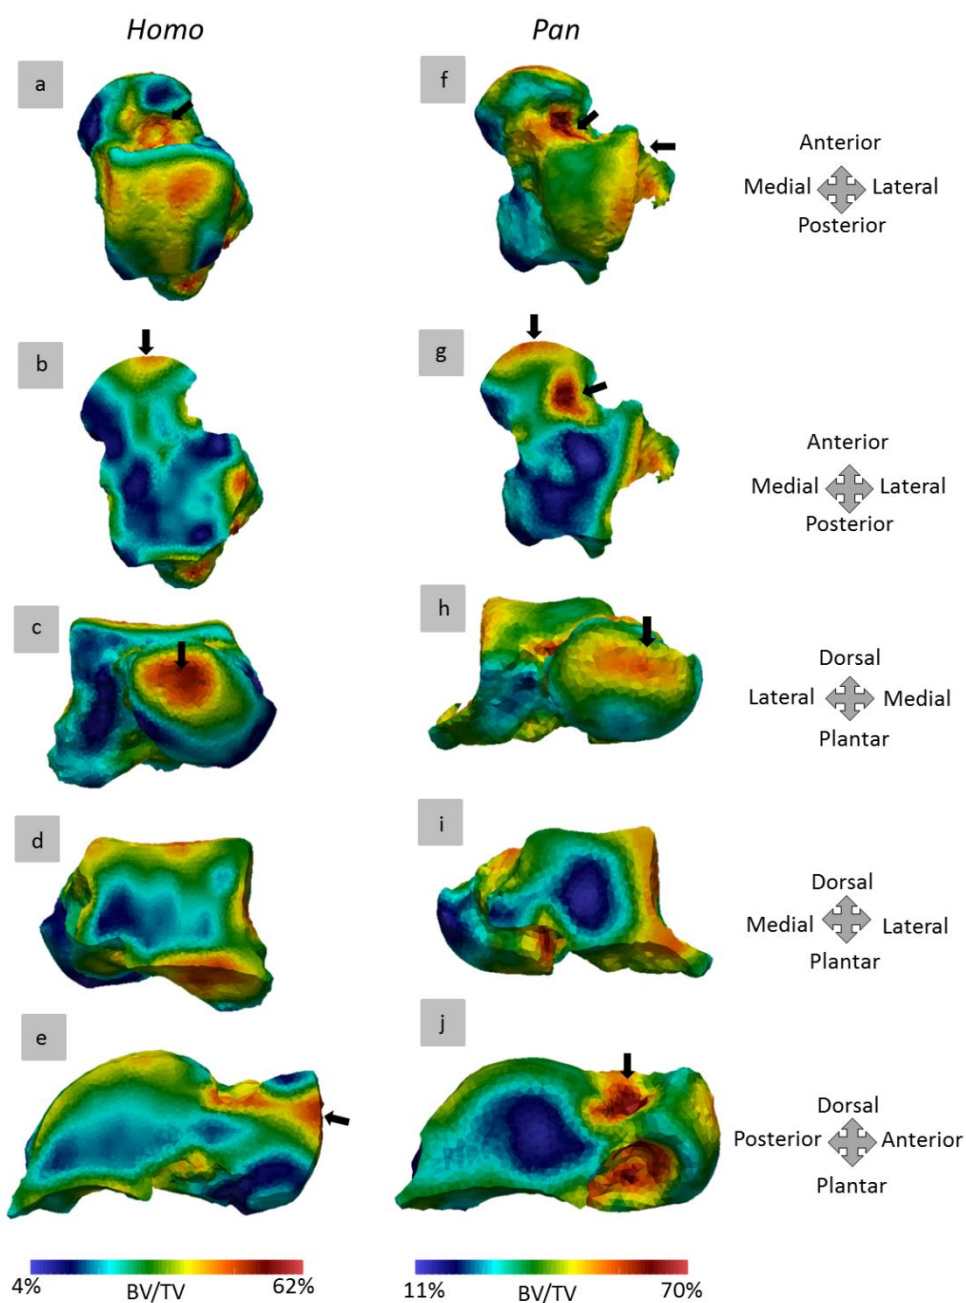 Homo
Pan
a
f
Anterior
Medial
Lateral
Posterior
b
g
Anterior
Medial
Lateral
Posterior
c
h
Dorsal
Lateral
Medial
Plantar
d
i
Dorsal
Medial
Lateral
Plantar
e
j
Dorsal
Posterior
Anterior
Plantar
4%
BV/TV
62%
11%
BV/TV
70%